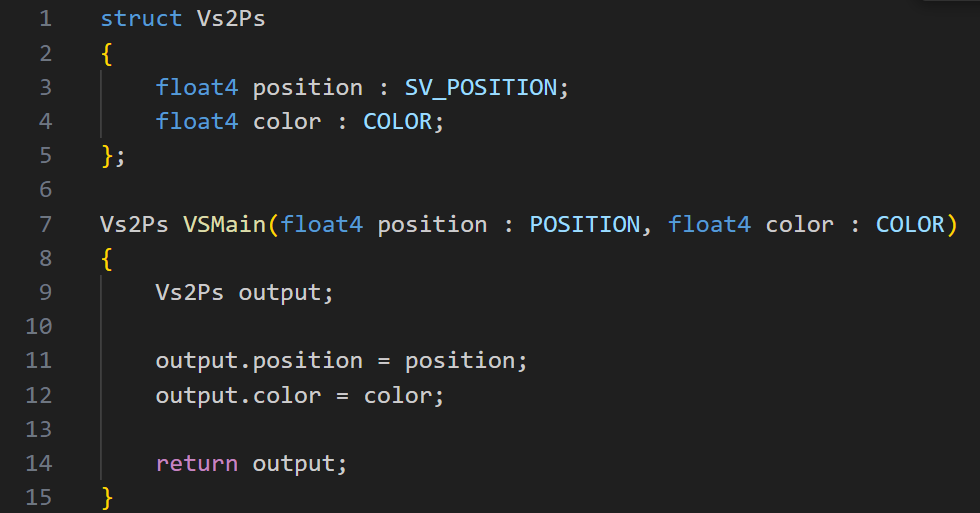 1 struct Vs2Ps
2 {
3     float4 position : SV_POSITION;
4     float4 color : COLOR;
5 };
6
7 Vs2Ps VSMain(float4 position : POSITION, float4 color : COLOR)
8 {
9     Vs2Ps output;
10
11     output.position = position;
12     output.color = color;
13
14     return output;
15 }